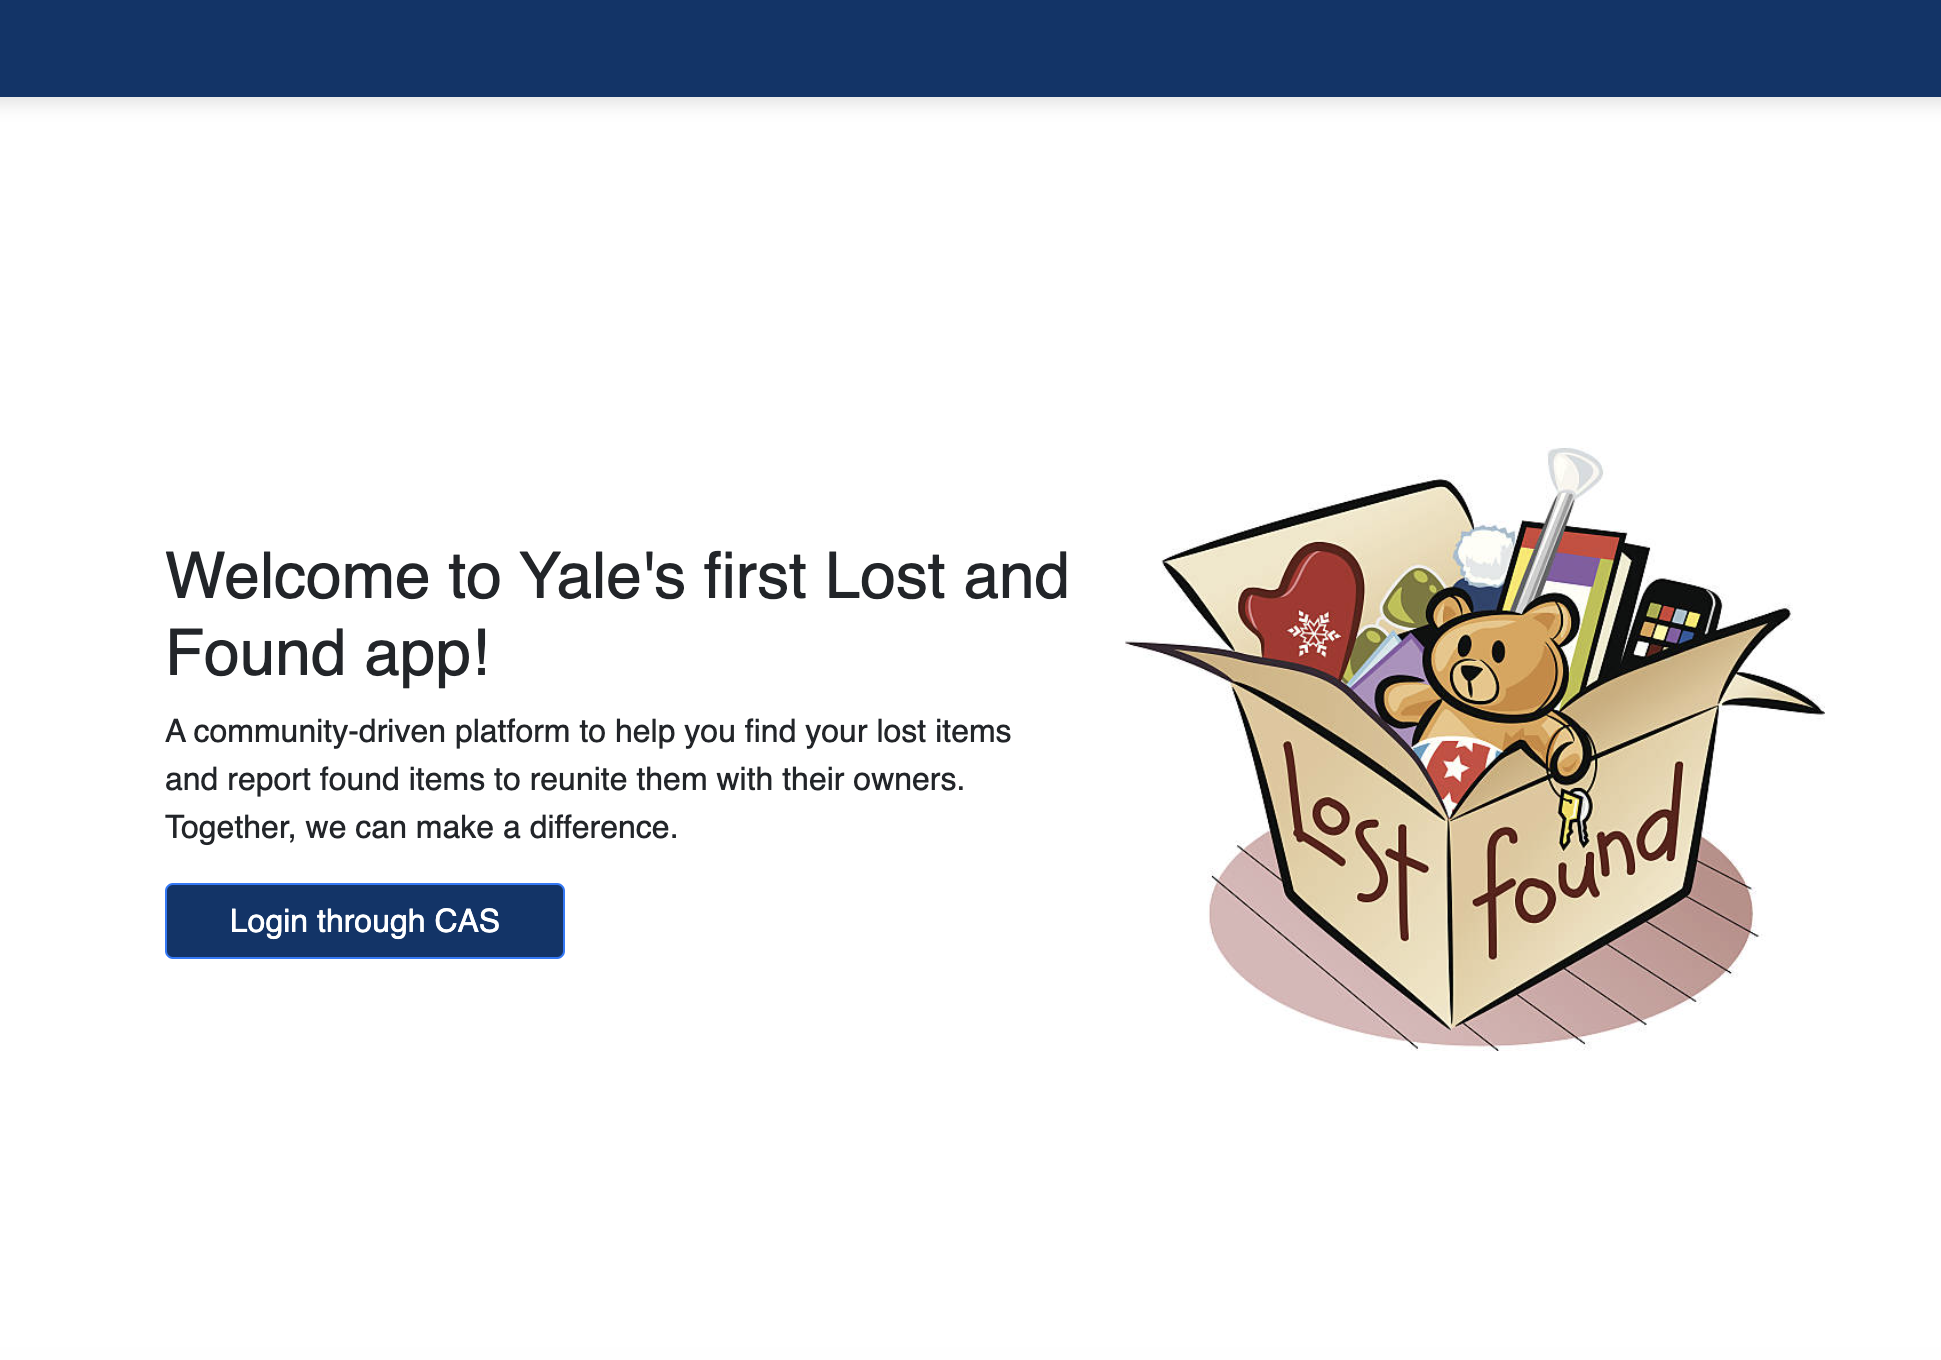 Welcome to Yale's first Lost and
Found app!
A community-driven platform to help you find your lost items
and report found items to reunite them with their owners.
Together, we can make a difference.
Login through CAS
Lost
found